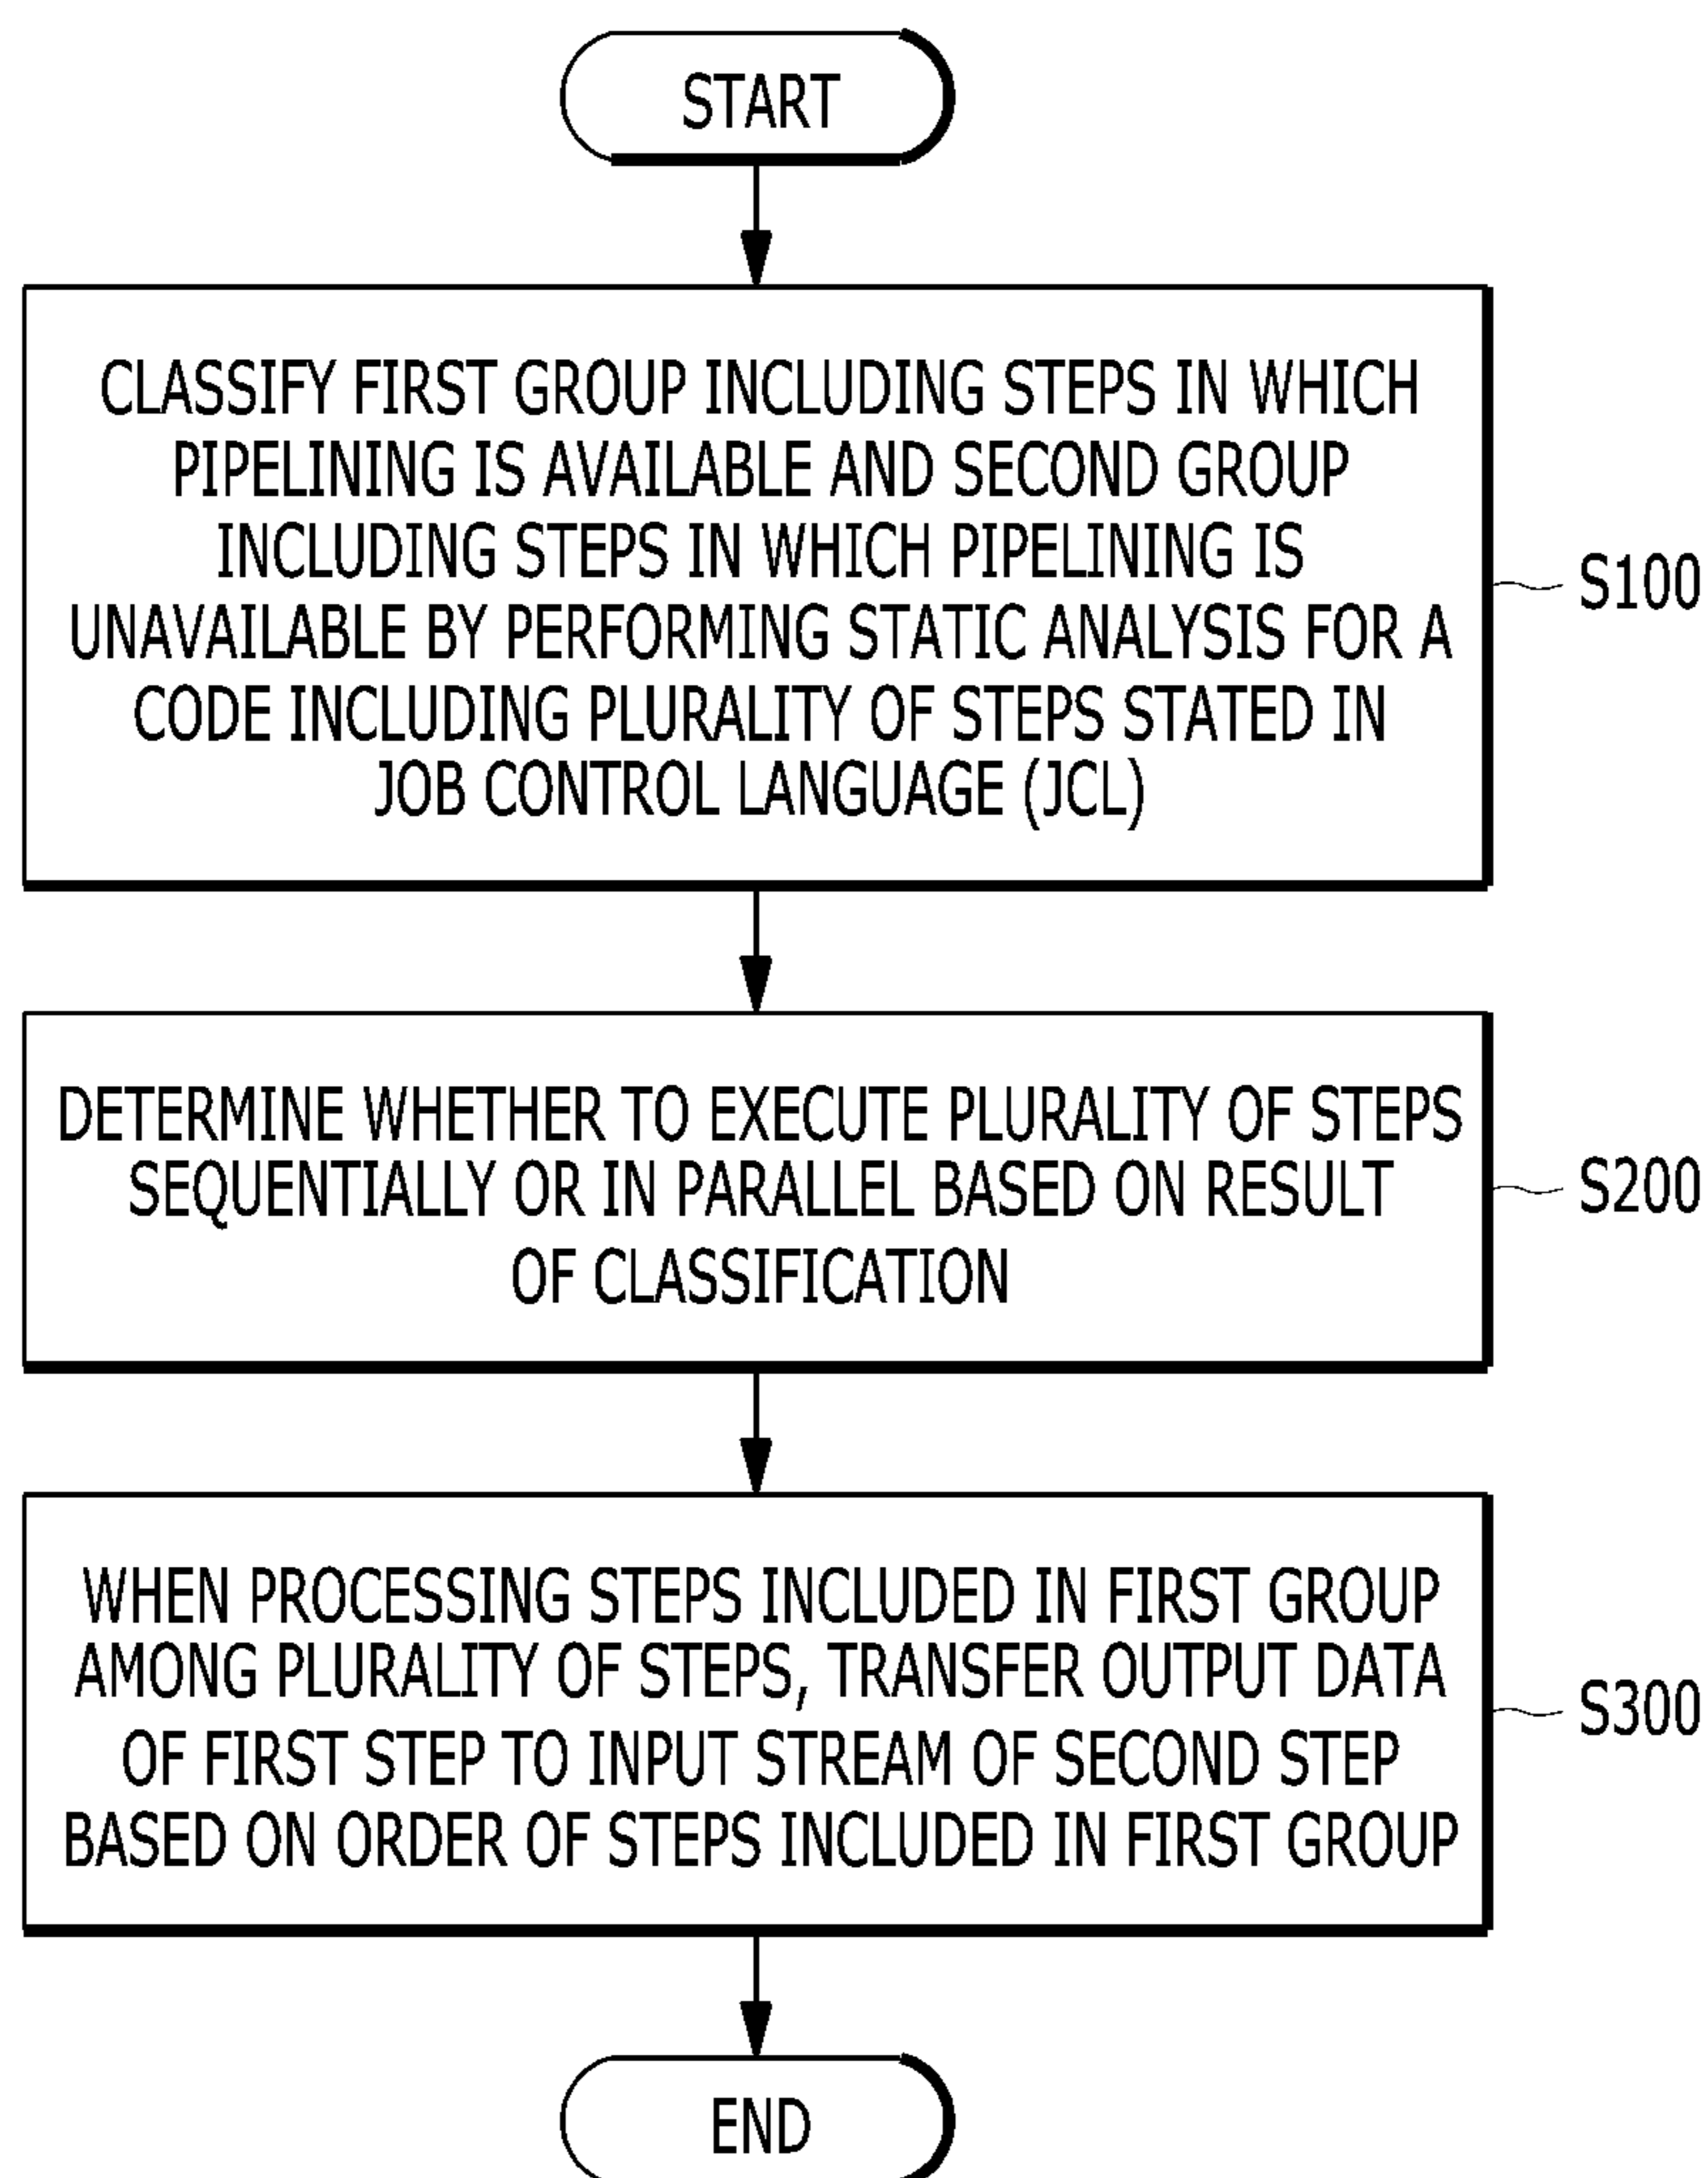 START
CLASSIFY FIRST GROUP INCLUDING STEPS IN WHICH
PIPELINING IS AVAILABLE AND SECOND GROUP
INCLUDING STEPS IN WHICH PIPELINING IS
UNAVAILABLE BY PERFORMING STATIC ANALYSIS FOR A
CODE INCLUDING PLURALITY OF STEPS STATED IN
JOB CONTROL LANGUAGE (JCL)
S100
DETERMINE WHETHER TO EXECUTE PLURALITY OF STEPS
SEQUENTIALLY OR IN PARALLEL BASED ON RESULT
OF CLASSIFICATION
S200
WHEN PROCESSING STEPS INCLUDED IN FIRST GROUP
AMONG PLURALITY OF STEPS, TRANSFER OUTPUT DATA
OF FIRST STEP TO INPUT STREAM OF SECOND STEP
BASED ON ORDER OF STEPS INCLUDED IN FIRST GROUP
S300
END